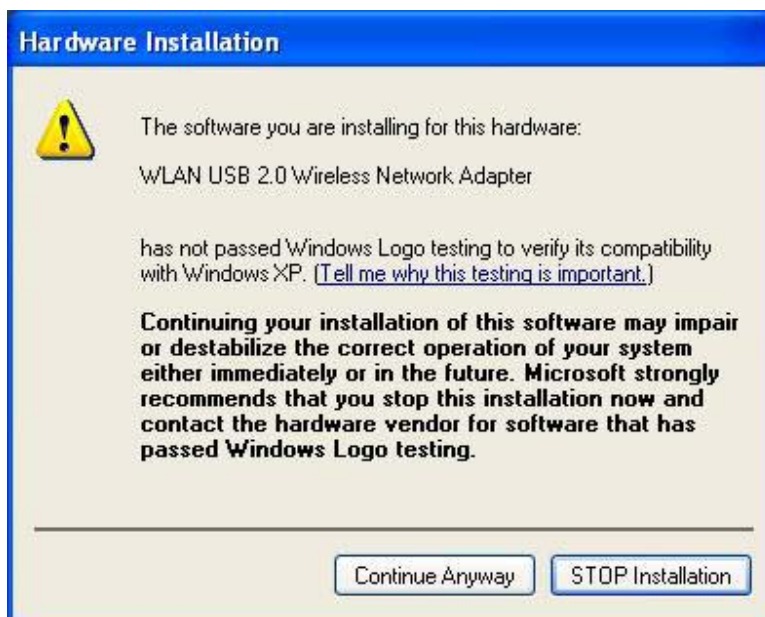 Hardware Installation
The software you are installing for this hardware:
WLAN USB 2.0 Wireless Network Adapter
has not passed Windows Logo testing to verify its compatibility
with Windows XP. (Tell me why this testing is important.)
Continuing your installation of this software may impair
or destabilize the correct operation of your system
either immediately or in the future. Microsoft strongly
recommends that you stop this installation now and
contact the hardware vendor for software that has
passed Windows Logo testing.
Continue Anyway
STOP Installation